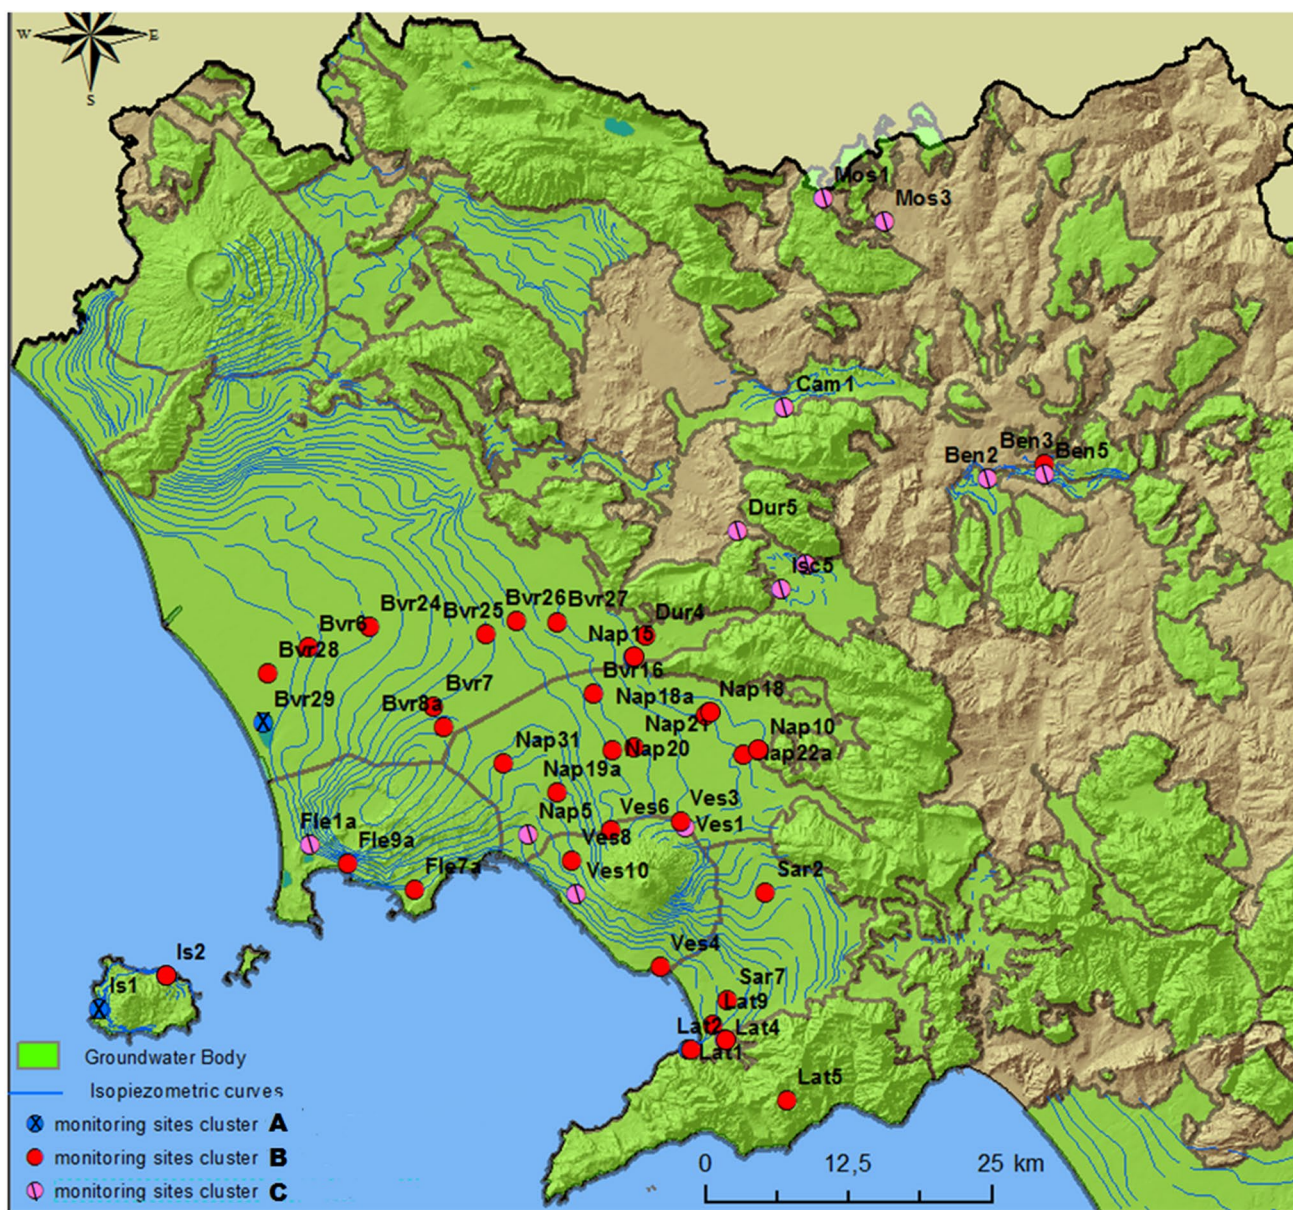 W E
S
Mos1
Mos3
Cam1
Ben3
Ben2 Ben5
Dur5
Isc5
Bvr26 Bvr27
Bvr24 Bvr25
Dur4
Bvr6 Nap15
Bvr28
Bvr16
Bvr7 Nap18a Nap18
Bvr29 Bvr8a
Nap21 Nap10
Nap31 Nap20 Nap22a
Nap19a
Nap5 Ves6 Ves3
Fle1a Ves1
Fle9a Ves8
Fle7a Ves10 Sar2
Ves4
Is2
Is1 Sar7
Lat9
Lat2 Lat4
Lat1
Lat5
Groundwater Body
Isopiezometric curves
monitoring sites cluster A
monitoring sites cluster B
monitoring sites cluster C
0 12,5 25 km